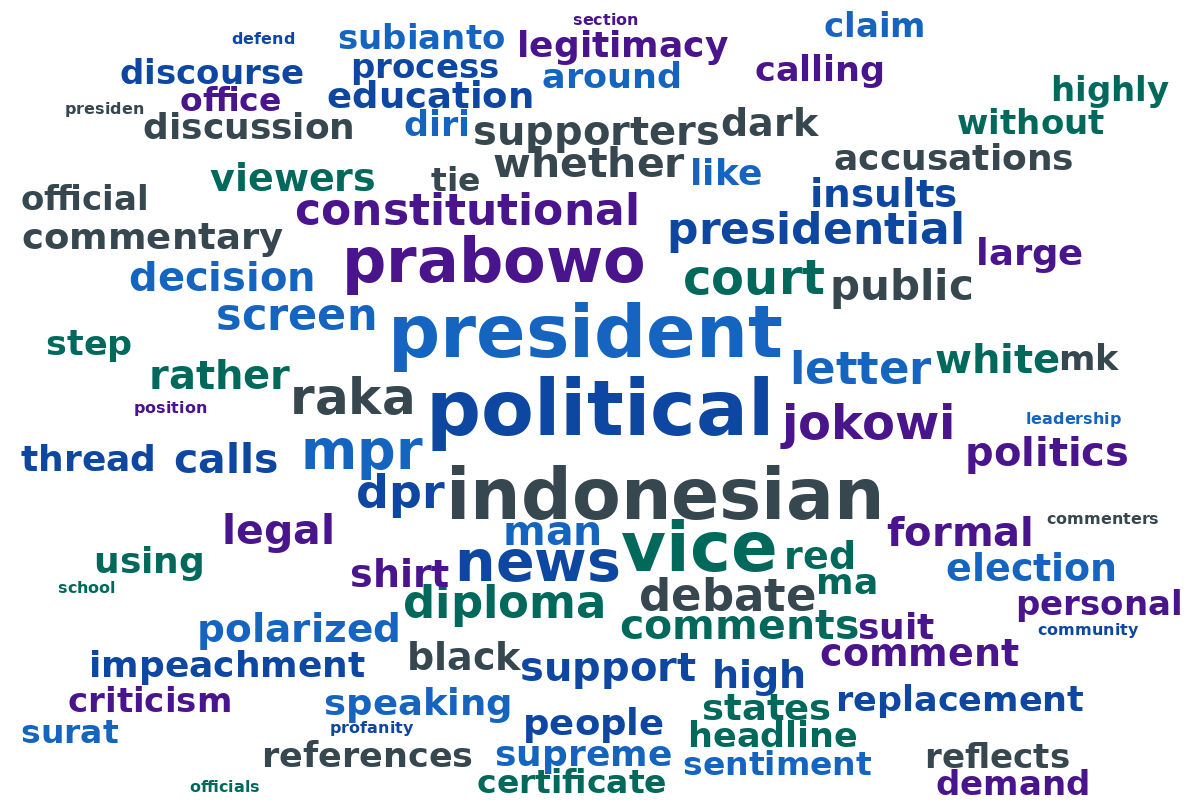 section
claim
defend
subianto
legitimacy
discourse
process
around
calling
highly
presiden
office
education
discussion
diri
supporters
dark
without
viewers
tie
whether
like
accusations
official
constitutional
insults
commentary
prabowo
presidential
large
decision
court
public
screen
president
step
rather
raka
letter
white
mk
position
political
jokowi
leadership
thread
calls
mpr
politics
dpr
indonesian
legal
man
vice
formal
commenters
using
shirt
news
red
election
school
diploma
debate
ma
personal
polarized
comments
suit
community
impeachment
black
support
high
comment
criticism
speaking
states
replacement
surat
profanity
people
headline
references
supreme
sentiment
reflects
officials
certificate
demand